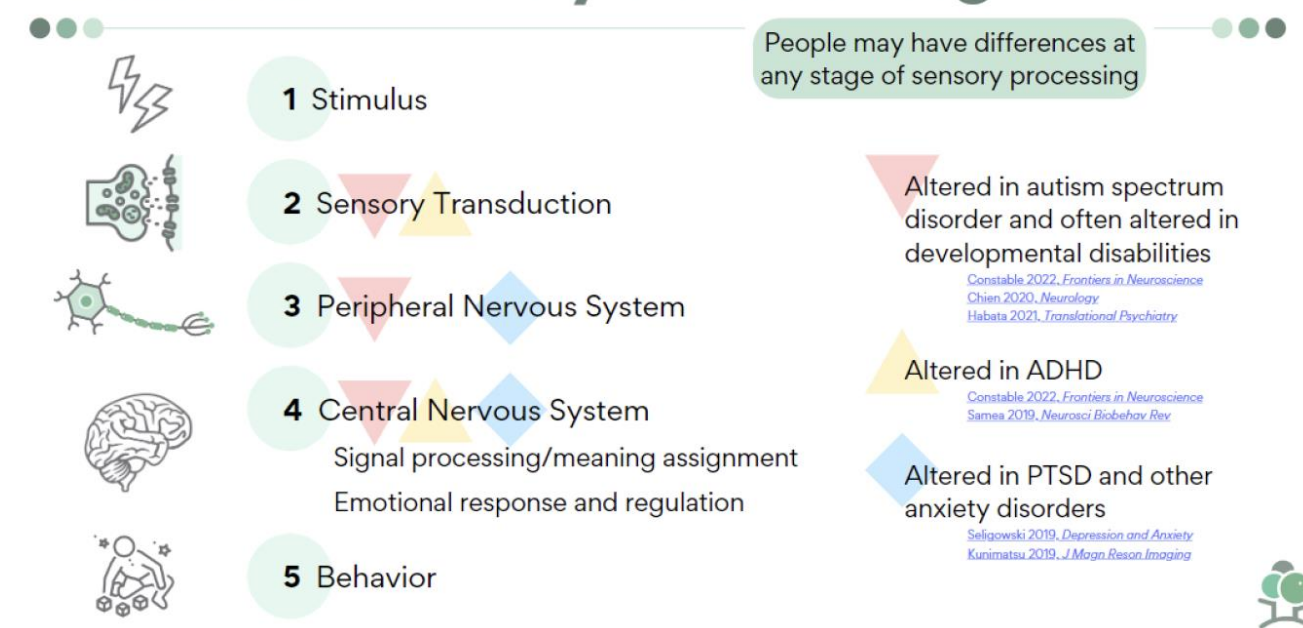 People may have differences at
any stage of sensory processing
1 Stimulus
2 Sensory Transduction
3 Peripheral Nervous System
4 Central Nervous System
Signal processing/meaning assignment
Emotional response and regulation
5 Behavior
Altered in autism spectrum
disorder and often altered in
developmental disabilities
Constable 2022, Frontiers in Neuroscience
Chien 2020, Neurology
Habata 2021, Translational Psychiatry
Altered in ADHD
Constable 2022, Frontiers in Neuroscience
Samea 2019, Neurosci Biobehav Rev
Altered in PTSD and other
anxiety disorders
Seligowski 2019, Depression and Anxiety
Kunimatsu 2019, J Magn Reson Imaging